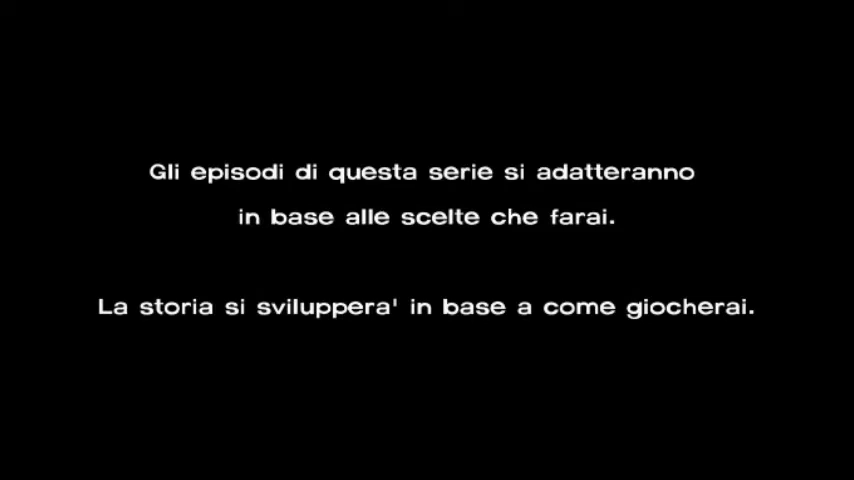 Gli episodi di questa serie si adatteranno
in base alle scelte che farai.
La storia si svilupperà' in base a come giocherai.